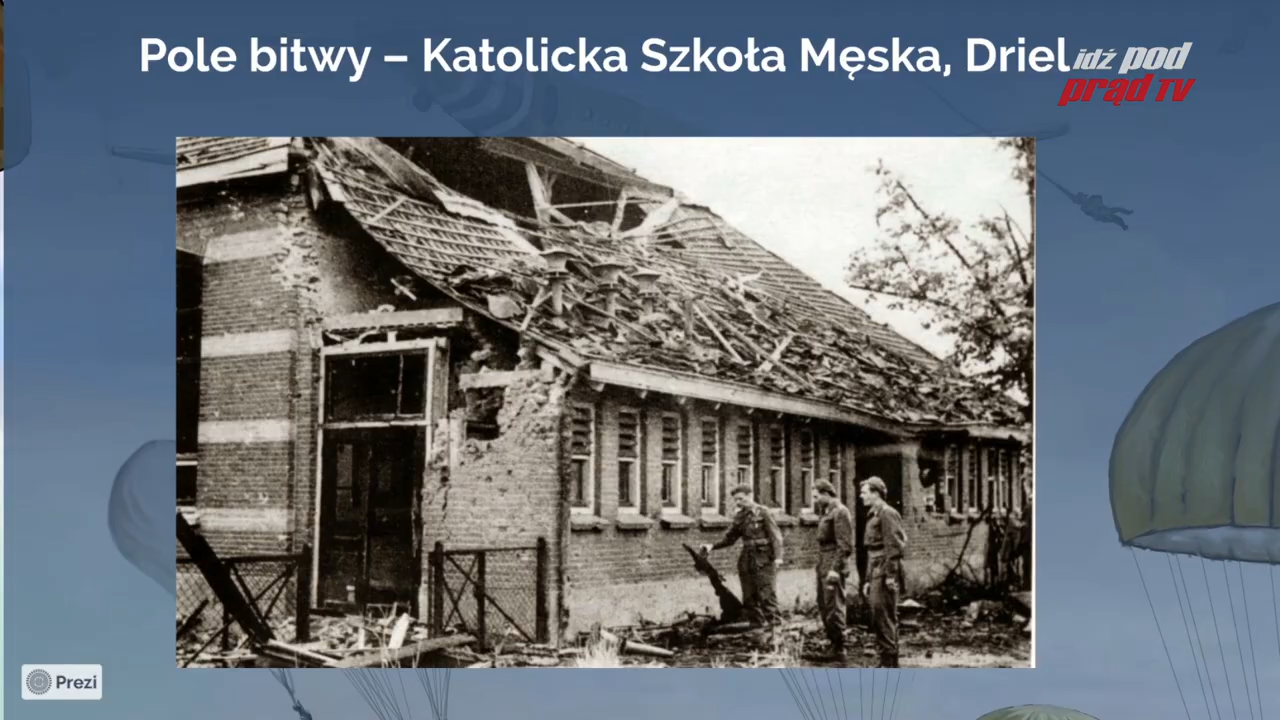 Pole bitwy – Katolicka Szkoła Męska, Driel
idź pod
prąd TV
Prezi